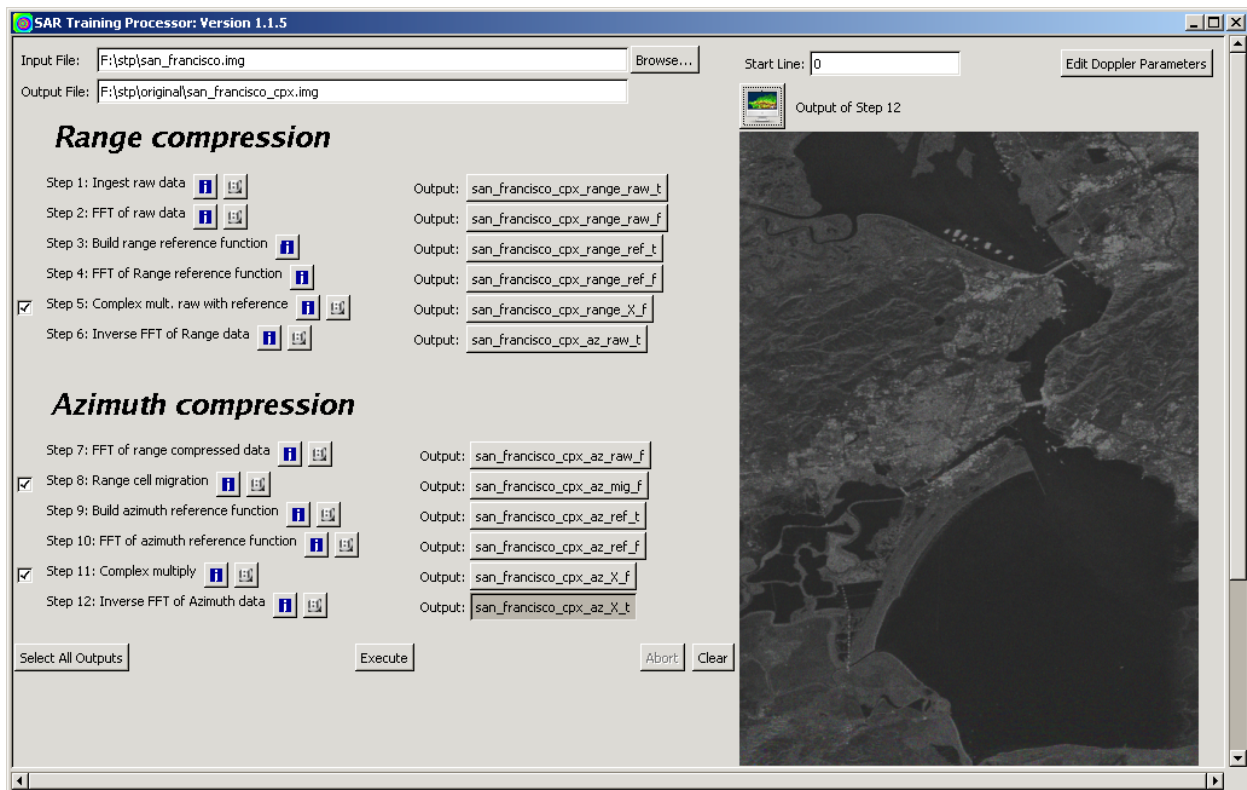 SAR Training Processor: Version 1.1.5
Input File: F:\stp\san_francisco.img Browse... Start Line: 0 Edit Doppler Parameters
Output File: F:\stp\original\san_francisco_cpx.img
Output of Step 12
Range compression
Step 1: Ingest raw data Output: san_francisco_cpx_range_raw_t
Step 2: FFT of raw data Output: san_francisco_cpx_range_raw_f
Step 3: Build range reference function Output: san_francisco_cpx_range_ref_t
Step 4: FFT of Range reference function Output: san_francisco_cpx_range_ref_f
Step 5: Complex mult. raw with reference Output: san_francisco_cpx_range_X_f
Step 6: Inverse FFT of Range data Output: san_francisco_cpx_az_raw_t
Azimuth compression
Step 7: FFT of range compressed data Output: san_francisco_cpx_az_raw_f
Step 8: Range cell migration Output: san_francisco_cpx_az_mig_f
Step 9: Build azimuth reference function Output: san_francisco_cpx_az_ref_t
Step 10: FFT of azimuth reference function Output: san_francisco_cpx_az_ref_f
Step 11: Complex multiply Output: san_francisco_cpx_az_X_f
Step 12: Inverse FFT of Azimuth data Output: san_francisco_cpx_az_X_t
Select All Outputs Execute Abort Clear